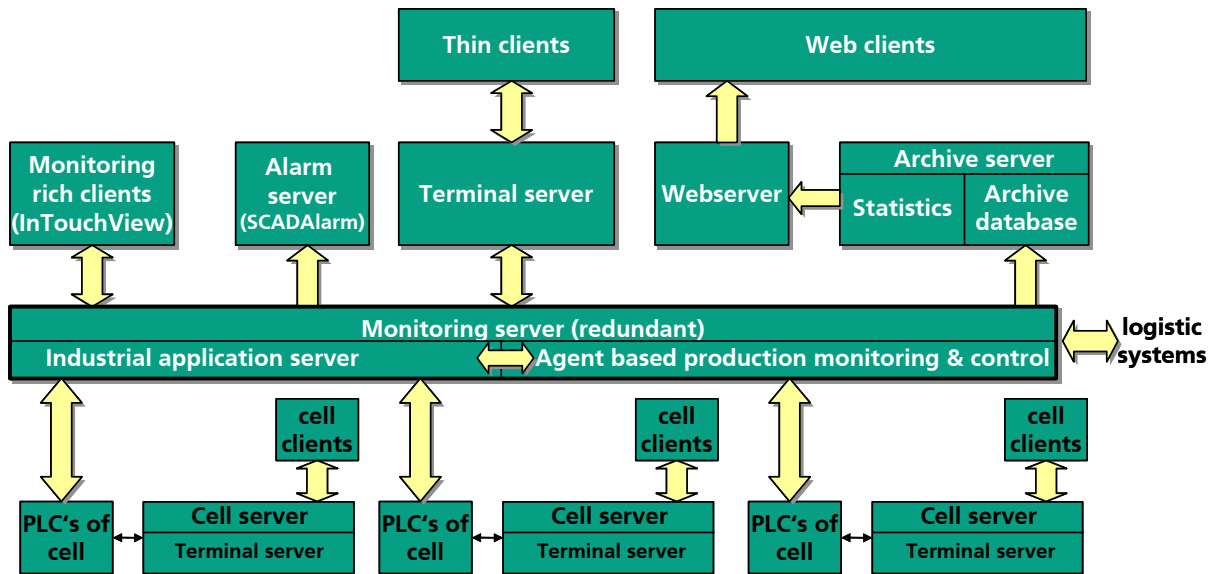 Thin clients
Web clients
Monitoring
rich clients
(InTouchView)
Alarm
server
(SCADAlarm)
Terminal server
Webserver
Archive server
Statistics
Archive
database
Monitoring server (redundant)
Industrial application server
Agent based production monitoring & control
logistic
systems
cell
clients
cell
clients
cell
clients
PLC‘s of
cell
Cell server
Terminal server
PLC‘s of
cell
Cell server
Terminal server
PLC‘s of
cell
Cell server
Terminal server